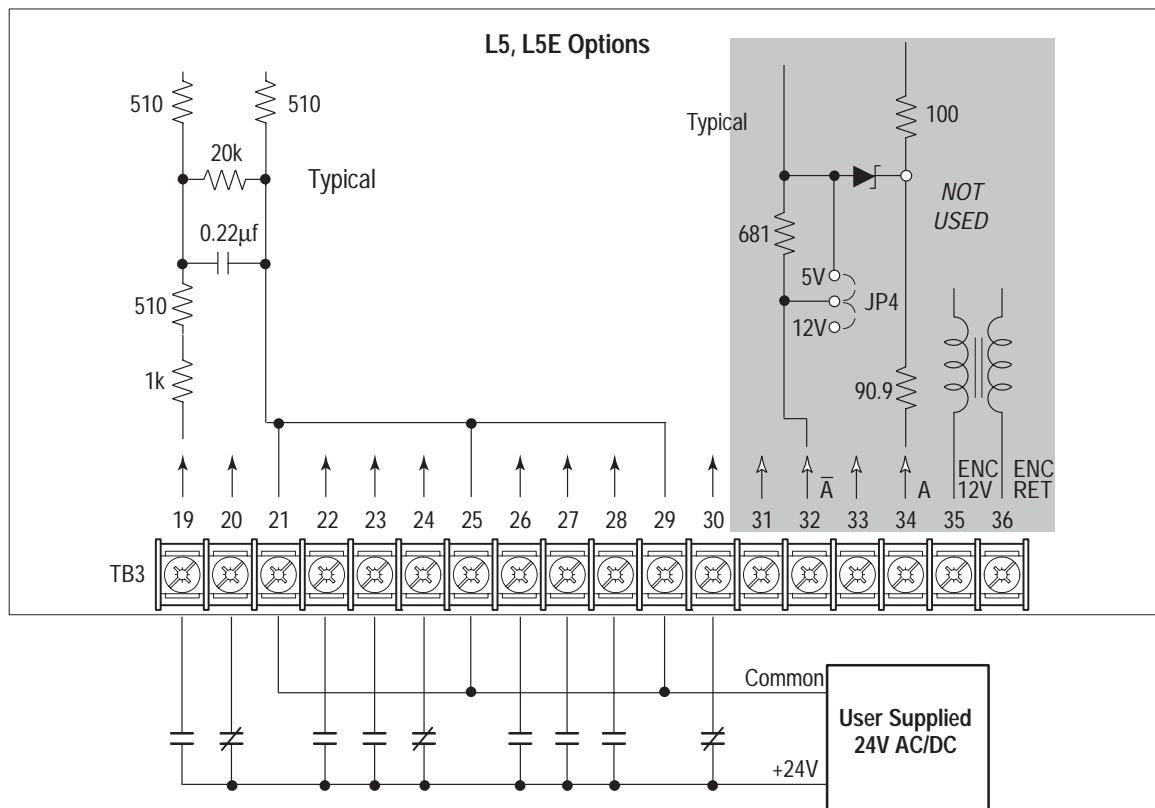 L5, L5E Options
510
510
20k
Typical
0.22µf
510
1k
Typical
100
NOT
USED
681
5V
JP4
12V
90.9
A̅
A
ENC
12V
ENC
RET
19 20 21 22 23 24 25 26 27 28 29 30 31 32 33 34 35 36
TB3
Common
User Supplied
24V AC/DC
+24V